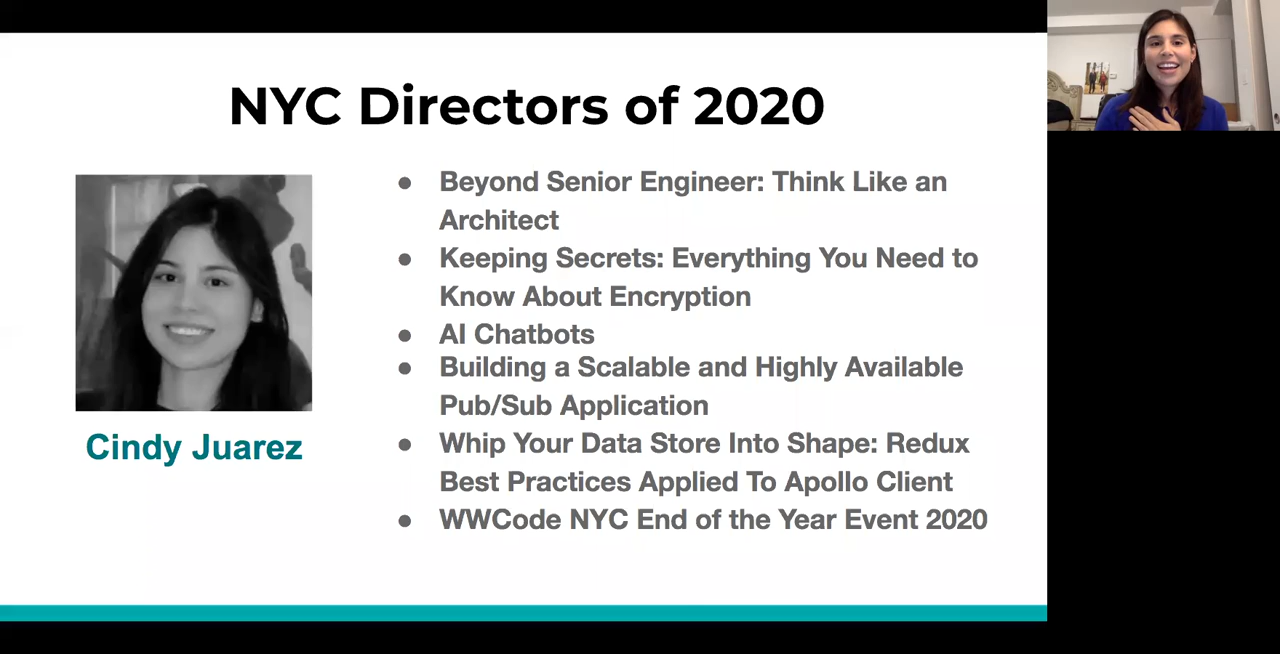 NYC Directors of 2020
Cindy Juarez
● Beyond Senior Engineer: Think Like an
Architect
● Keeping Secrets: Everything You Need to
Know About Encryption
● AI Chatbots
● Building a Scalable and Highly Available
Pub/Sub Application
● Whip Your Data Store Into Shape: Redux
Best Practices Applied To Apollo Client
● WWCode NYC End of the Year Event 2020